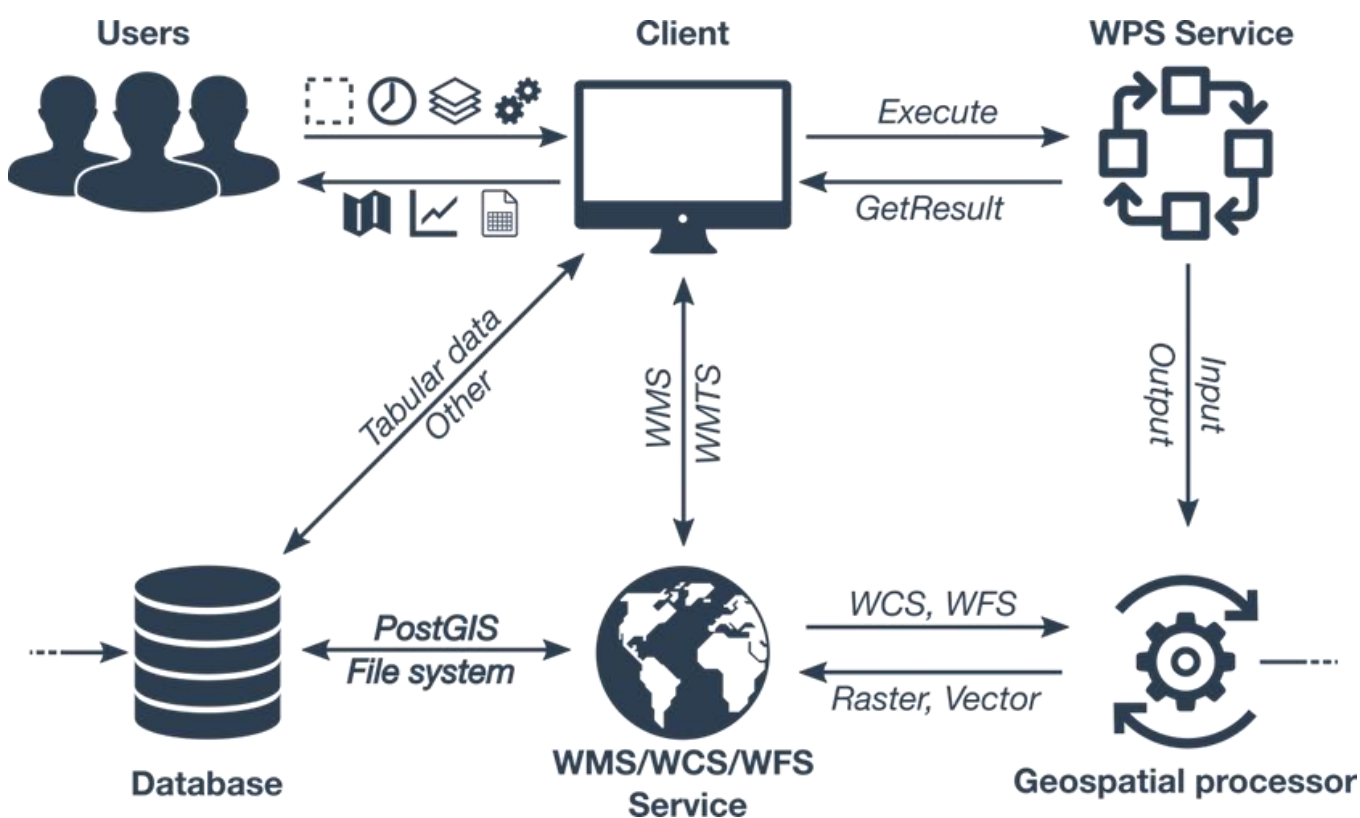 Users
Client
WPS Service
Execute
GetResult
Tabular data
Other
WMS
WMTS
Input
Output
PostGIS
File system
WCS, WFS
Raster, Vector
Database
WMS/WCS/WFS
Service
Geospatial processor